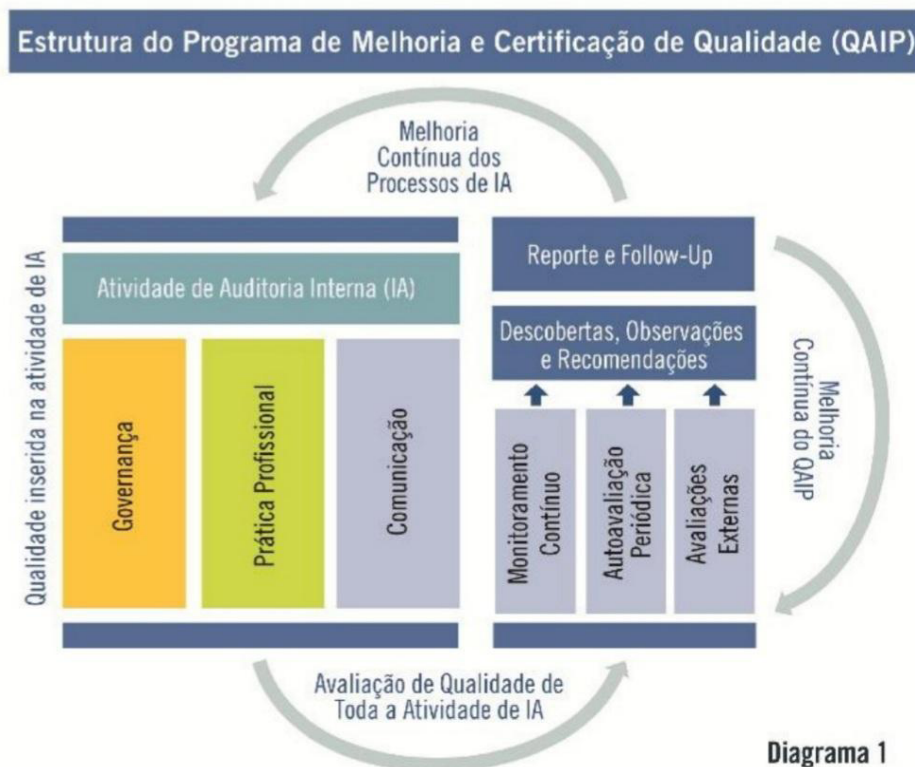 Estrutura do Programa de Melhoria e Certificação de Qualidade (QAIP)
Melhoria
Contínua dos
Processos de IA
Qualidade inserida na atividade de IA
Atividade de Auditoria Interna (IA)
Governança
Prática Profissional
Comunicação
Reporte e Follow-Up
Descobertas, Observações
e Recomendações
Monitoramento
Contínuo
Autoavaliação
Periódica
Avaliações
Externas
Melhoria
Contínua do QAIP
Avaliação de Qualidade de
Toda a Atividade de IA
Diagrama 1